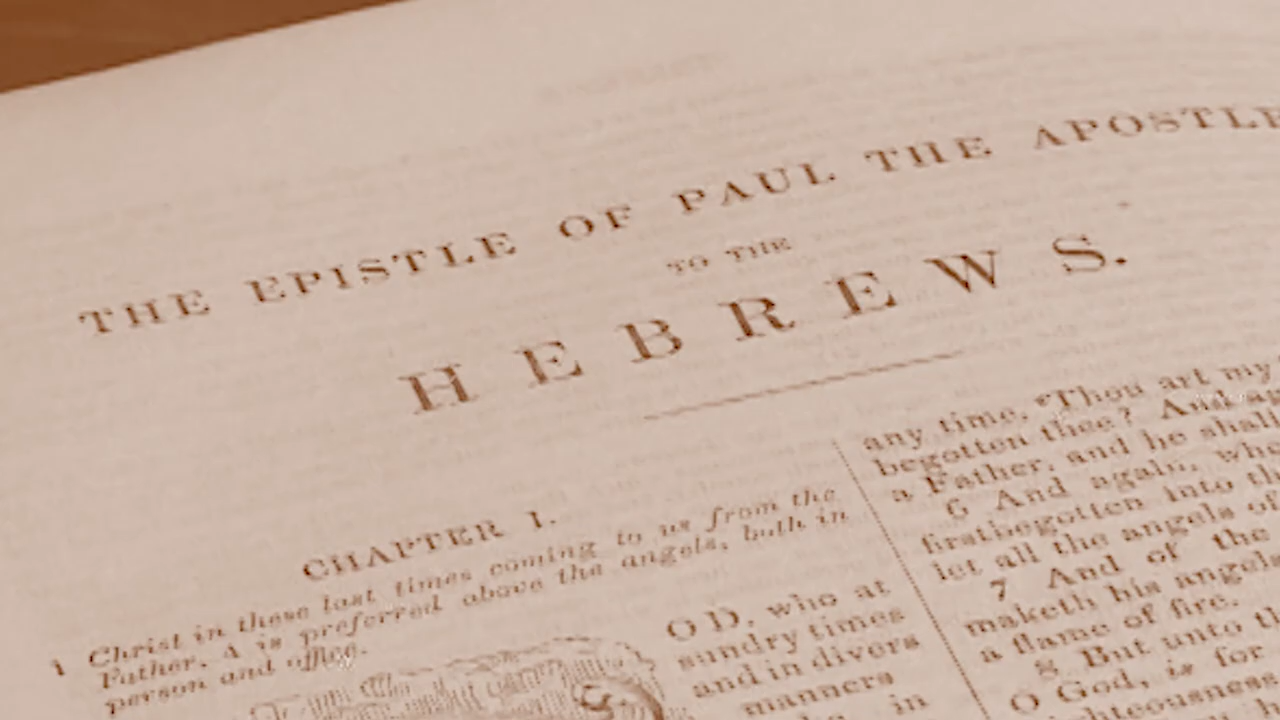 THE EPISTLE OF PAUL THE APOSTLE
TO THE
HEBREWS.
CHAPTER I.
1 Christ in these last times coming to us from the
Father, 4 is preferred above the angels, both in
person and office.
OD, who at
sundry times
and in divers
manners
in
any time, Thou art my
begotten thee? And
a Father, and he shall
6 And again, 
firstbegotten into
let all the angels of
7 And of the
maketh his angels
a flame of fire.
8 But unto
O God, is for